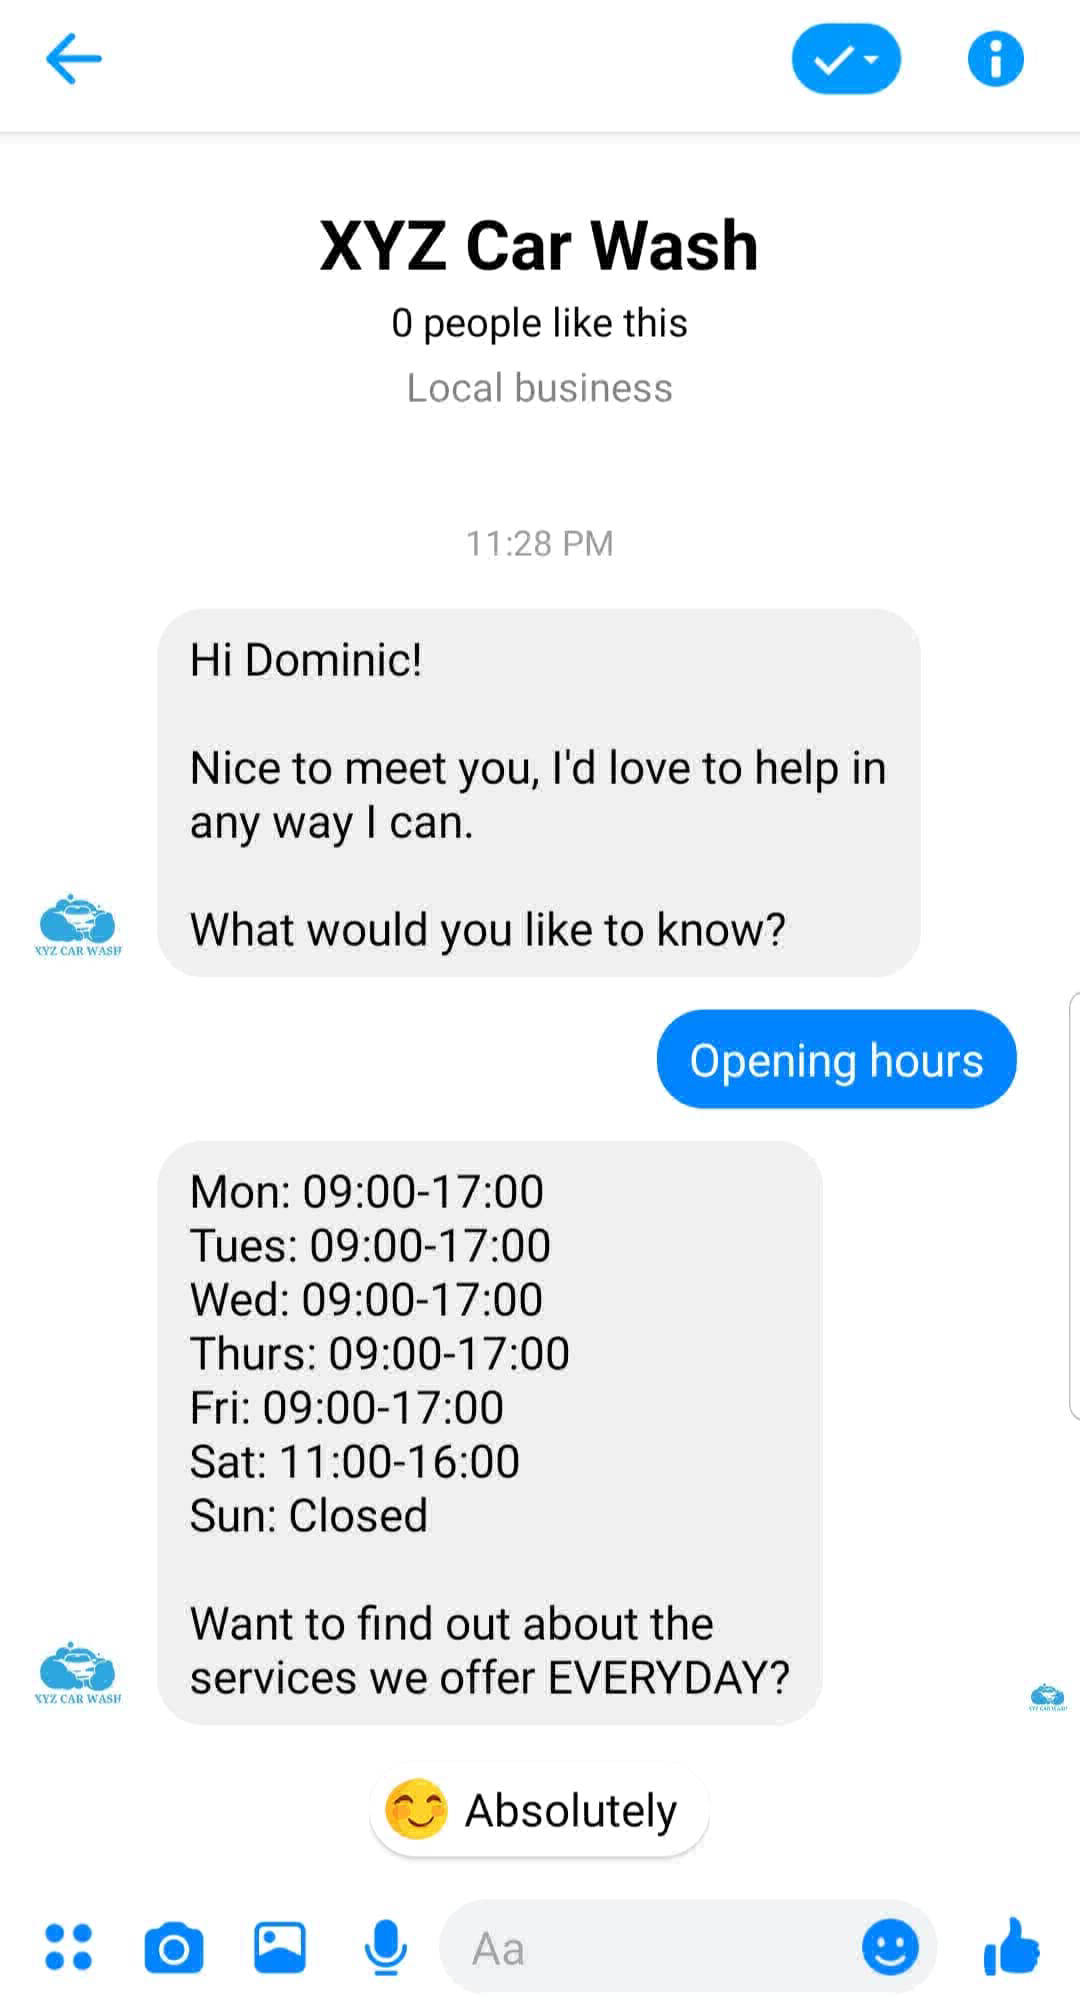 XYZ Car Wash
0 people like this
Local business
11:28 PM
Hi Dominic!
Nice to meet you, I'd love to help in
any way I can.
What would you like to know?
XYZ CAR WASH
Opening hours
Mon: 09:00-17:00
Tues: 09:00-17:00
Wed: 09:00-17:00
Thurs: 09:00-17:00
Fri: 09:00-17:00
Sat: 11:00-16:00
Sun: Closed
Want to find out about the
services we offer EVERYDAY?
XYZ CAR WASH
XYZ CAR WASH
Absolutely
Aa